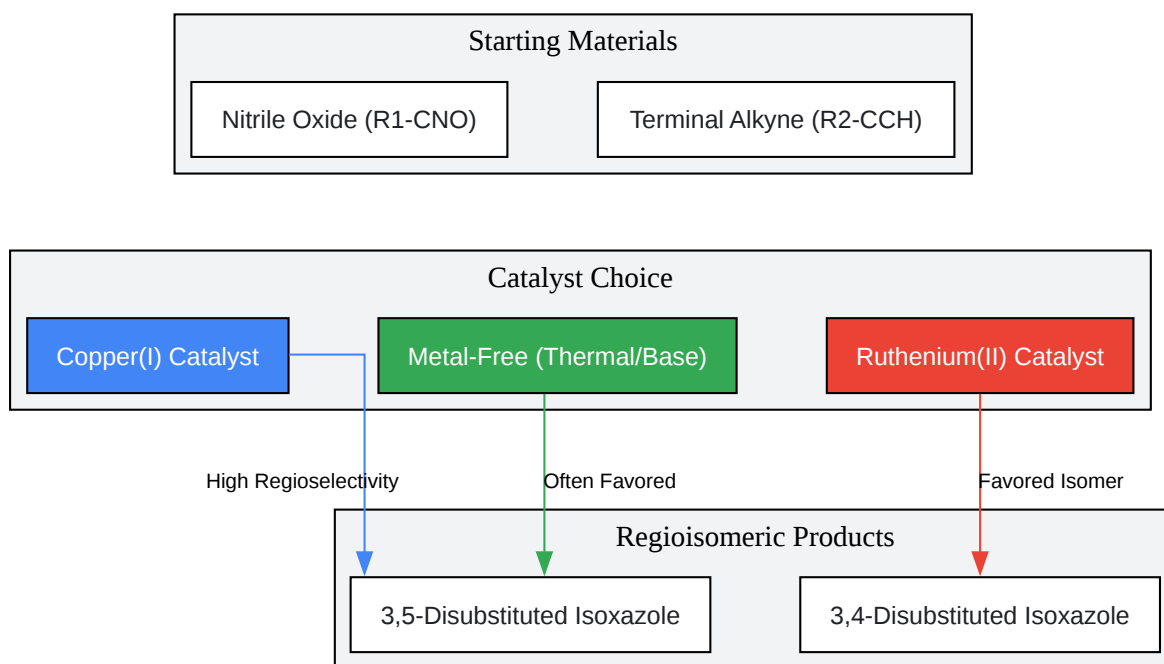 Starting Materials
Nitrile Oxide (R1-CNO)
Terminal Alkyne (R2-CCH)
Catalyst Choice
Copper(I) Catalyst
Metal-Free (Thermal/Base)
Ruthenium(II) Catalyst
High Regioselectivity
Often Favored
Favored Isomer
Regioisomeric Products
3,5-Disubstituted Isoxazole
3,4-Disubstituted Isoxazole